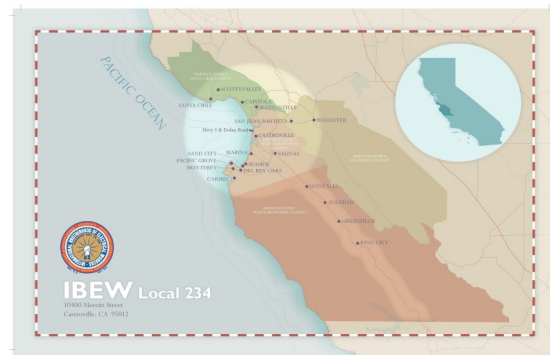 PACIFIC OCEAN
SCOTTS VALLEY
SANTA CRUZ
CAPITOLA
WATSONVILLE
SAN JUAN BAUTISTA
HOLLISTER
Hwy 1 & Dolan Road
CASTROVILLE
MARINA
SALINAS
SAND CITY
PACIFIC GROVE
SEASIDE
MONTEREY
DEL REY OAKS
CARMEL
GONZALES
SOLEDAD
GREENFIELD
KING CITY
IBEW Local 234
10300 Merritt Street
Castroville, CA 95012